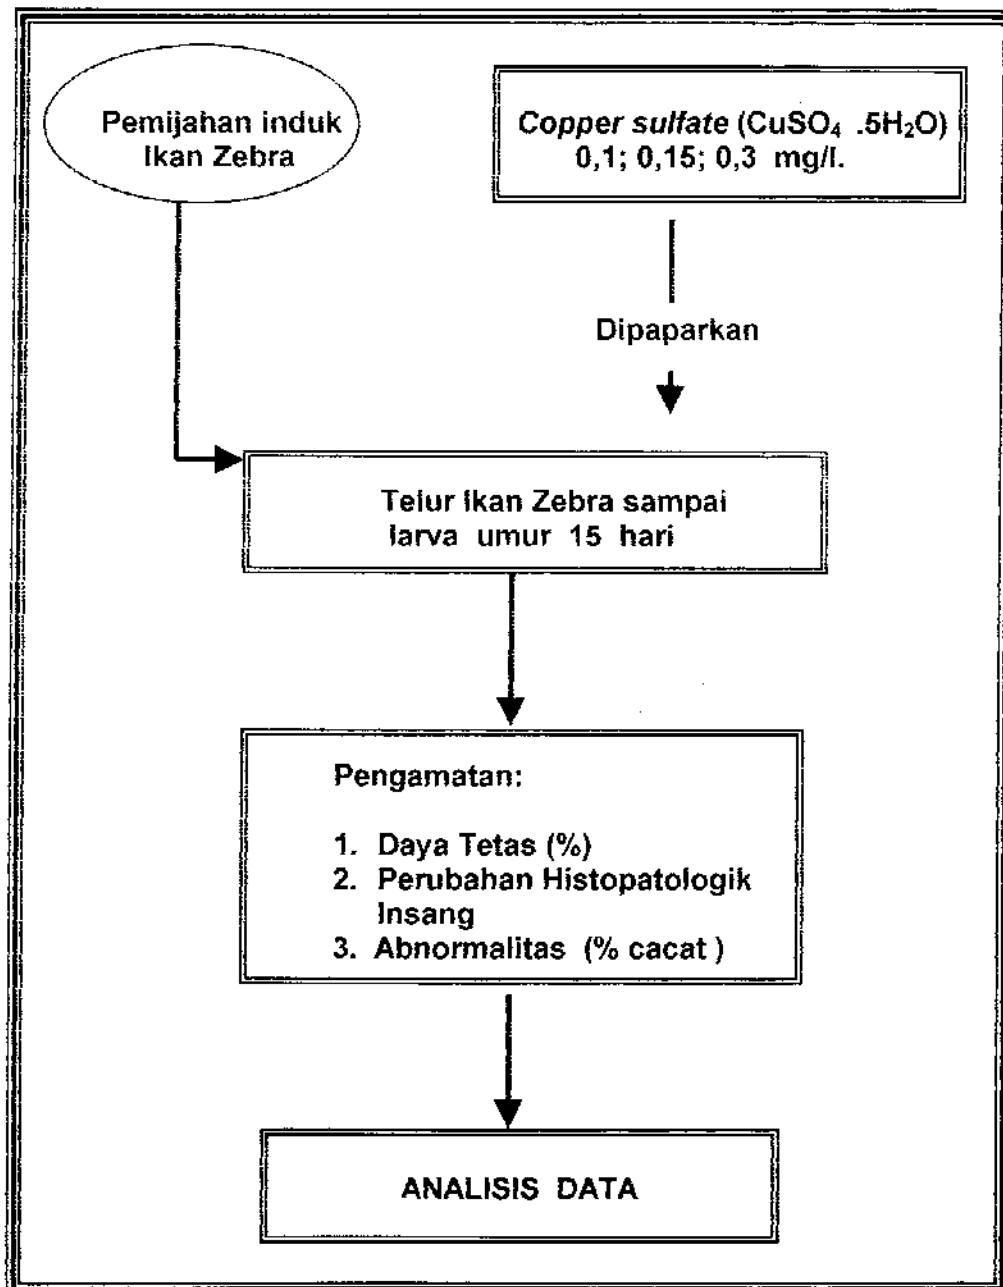 Pemijahan induk
Ikan Zebra
Copper sulfate (CuSO₄ .5H₂O)
0,1; 0,15; 0,3 mg/l.
Dipaparkan
Telur Ikan Zebra sampai
larva umur 15 hari
Pengamatan:
1. Daya Tetas (%)
2. Perubahan Histopatologik
Insang
3. Abnormalitas (% cacat )
ANALISIS DATA